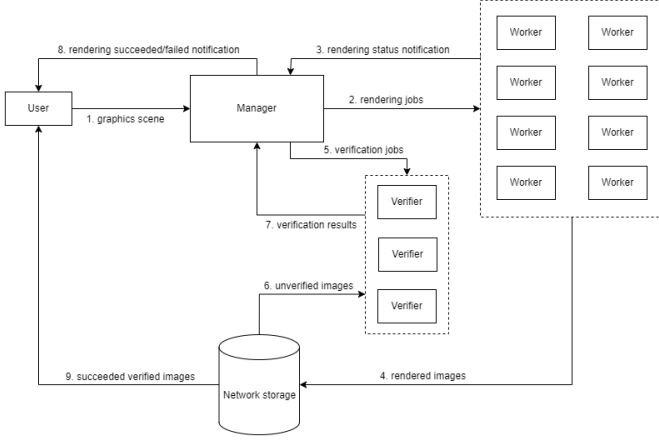 8. rendering succeeded/failed notification
3. rendering status notification
Worker
Worker
User
1. graphics scene
Manager
2. rendering jobs
Worker
Worker
Worker
Worker
5. verification jobs
Worker
Worker
Verifier
7. verification results
Verifier
6. unverified images
Verifier
9. succeeded verified images
Network storage
4. rendered images